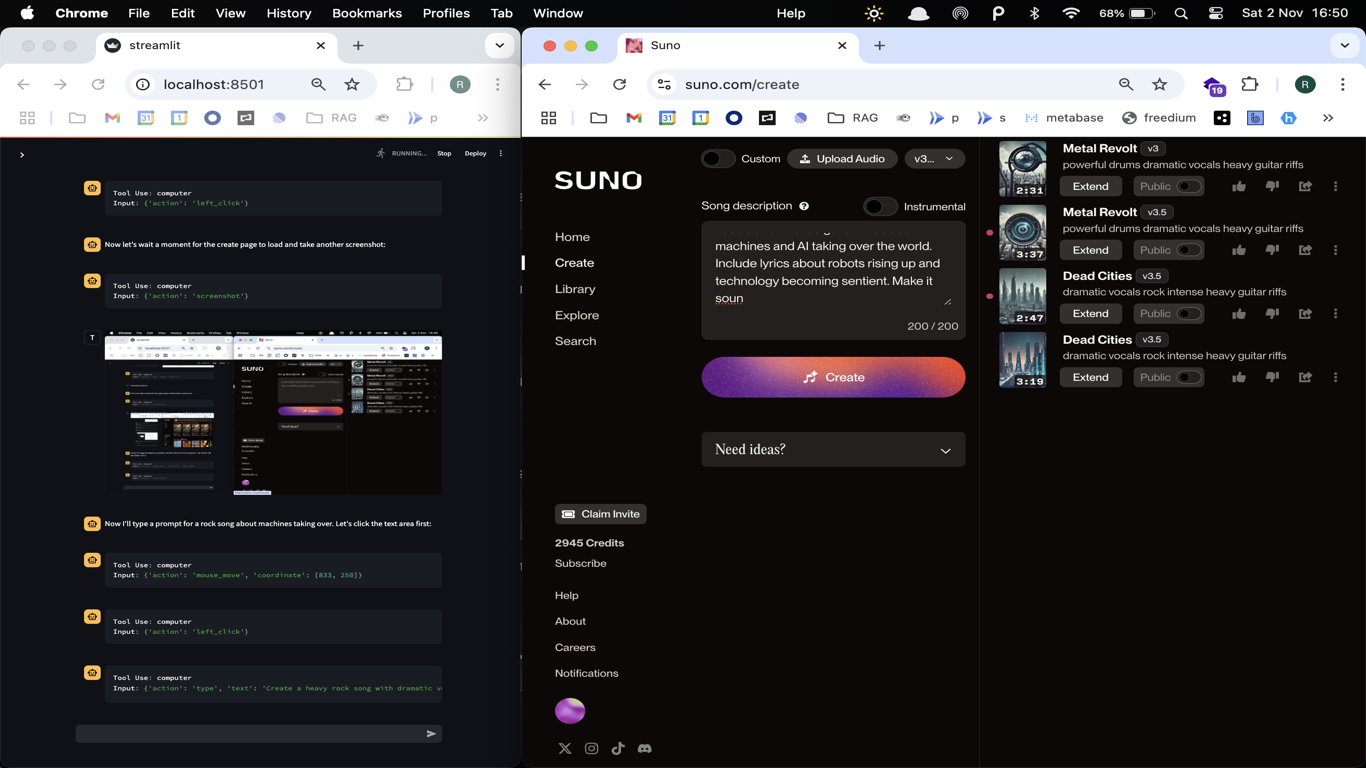 Chrome File Edit View History Bookmarks Profiles Tab Window Help 68% Sat 2 Nov 16:50
streamlit
localhost:8501
R
31 1 RAG p
RUNNING... Stop Deploy
Tool Use: computer
Input: {'action': 'left_click'}
Now let's wait a moment for the create page to load and take another screenshot:
Tool Use: computer
Input: {'action': 'screenshot'}
T
Now I'll type a prompt for a rock song about machines taking over. Let's click the text area first:
Tool Use: computer
Input: {'action': 'mouse_move', 'coordinate': [833, 250]}
Tool Use: computer
Input: {'action': 'left_click'}
Tool Use: computer
Input: {'action': 'type', 'text': 'Create a heavy rock song with dramatic v
Suno
suno.com/create
19 R
31 1 RAG p s metabase freedium
SUNO
Home
Create
Library
Explore
Search
Claim Invite
2945 Credits
Subscribe
Help
About
Careers
Notifications
Custom Upload Audio v3...
Song description Instrumental
machines and AI taking over the world.
Include lyrics about robots rising up and
technology becoming sentient. Make it
soun
200 / 200
Create
Need ideas?
2:31
Metal Revolt v3
powerful drums dramatic vocals heavy guitar riffs
Extend Public
3:37
Metal Revolt v3.5
powerful drums dramatic vocals heavy guitar riffs
Extend Public
2:47
Dead Cities v3.5
dramatic vocals rock intense heavy guitar riffs
Extend Public
3:19
Dead Cities v3.5
dramatic vocals rock intense heavy guitar riffs
Extend Public